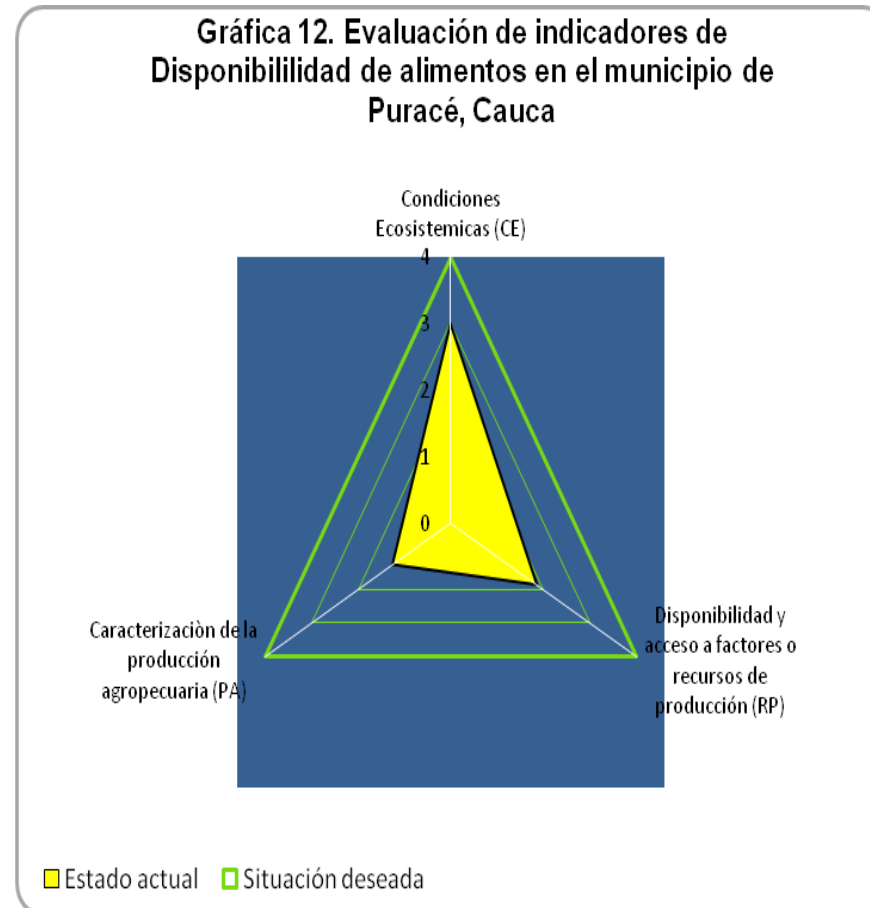 Gráfica 12. Evaluación de indicadores de
Disponibililidad de alimentos en el municipio de
Puracé, Cauca
Condiciones
Ecosistemicas (CE)
4
3
2
1
0
Disponibilidad y
acceso a factores o
recursos de
producción (RP)
Caracterizaciòn de la
producción
agropecuaria (PA)
Estado actual
Situación deseada